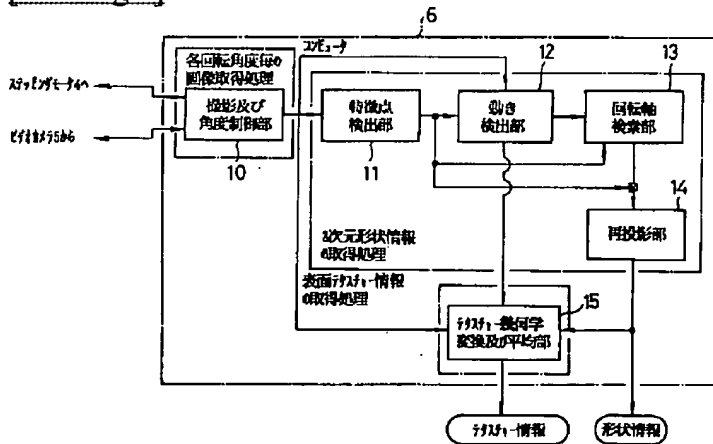 6
コンピュータ
各回転角度毎の
画像取得処理
ステッピングモータ4へ
ビデオカメラ5から
撮影及び
角度制御部
10
特徴点
検出部
11
12
動き
検出部
13
回転軸
検索部
14
再投影部
3次元形状情報
の取得処理
表面テクスチャー情報
の取得処理
15
テクスチャー幾何学
変換及び平均部
テクスチャー情報
形状情報